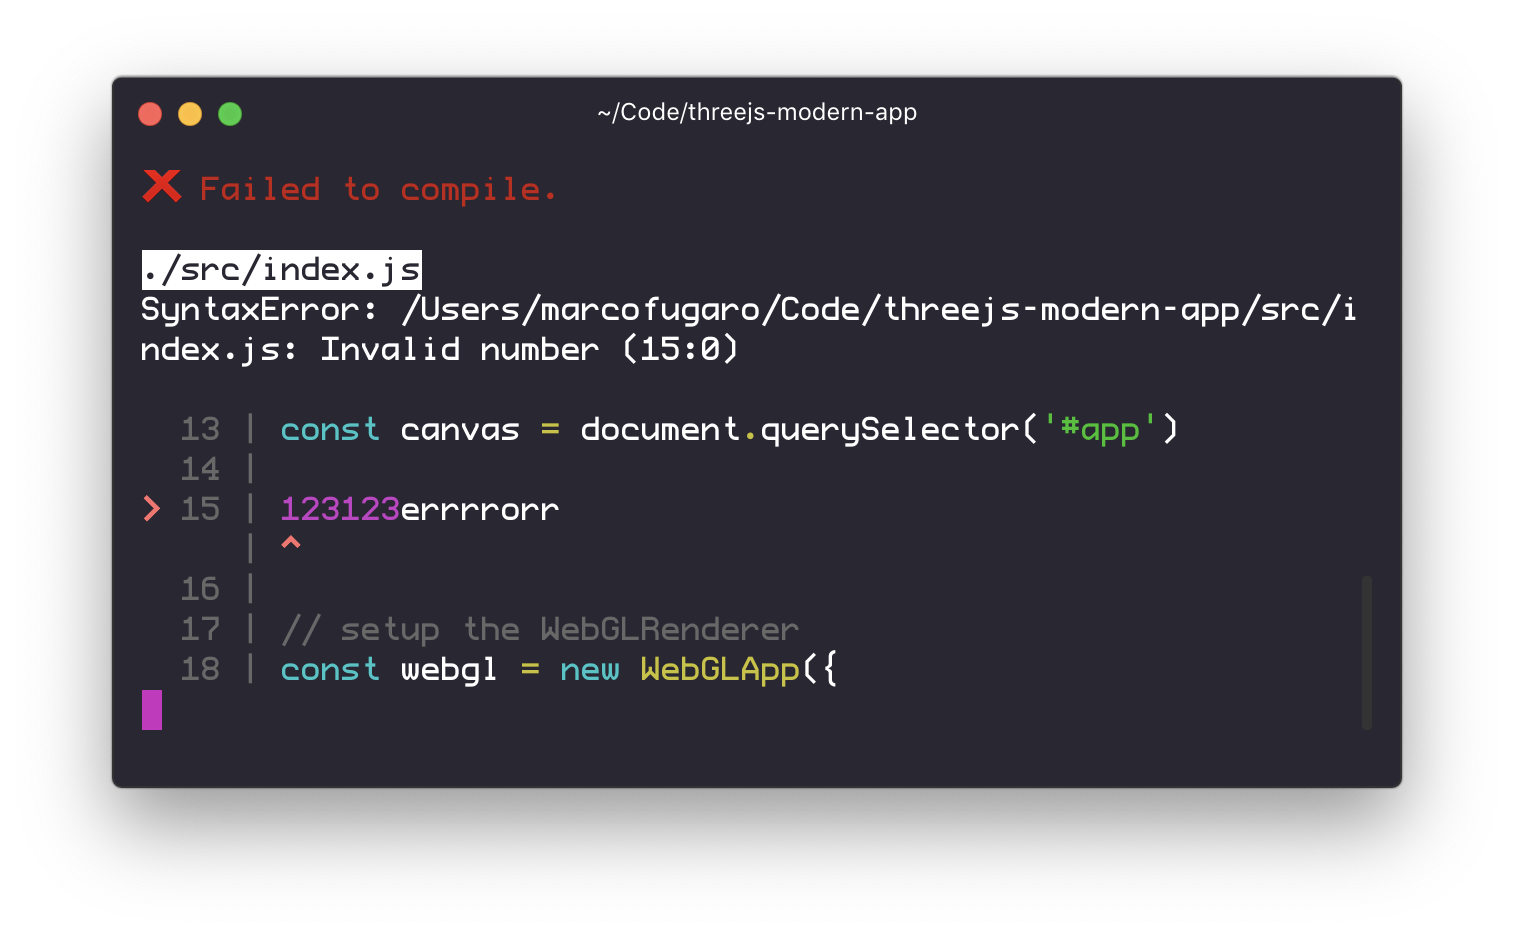 ~/Code/threejs-modern-app
❌ Failed to compile.
./src/index.js
SyntaxError: /Users/marcofugaro/Code/threejs-modern-app/src/i
ndex.js: Invalid number (15:0)
  13 | const canvas = document.querySelector('#app')
  14 |
> 15 | 123123errrrorr
     | ^
  16 |
  17 | // setup the WebGLRenderer
  18 | const webgl = new WebGLApp({